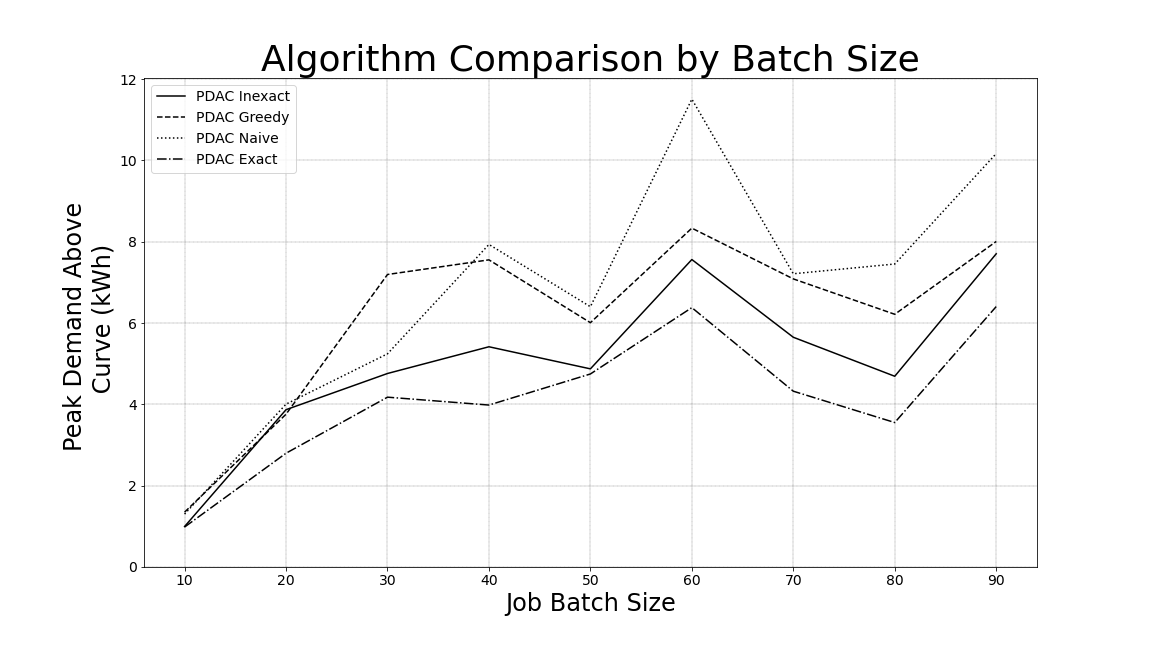 Algorithm Comparison by Batch Size
PDAC Inexact
PDAC Greedy
PDAC Naive
PDAC Exact
Peak Demand Above
Curve (kWh)
12
10
8
6
4
2
0
10 20 30 40 50 60 70 80 90
Job Batch Size